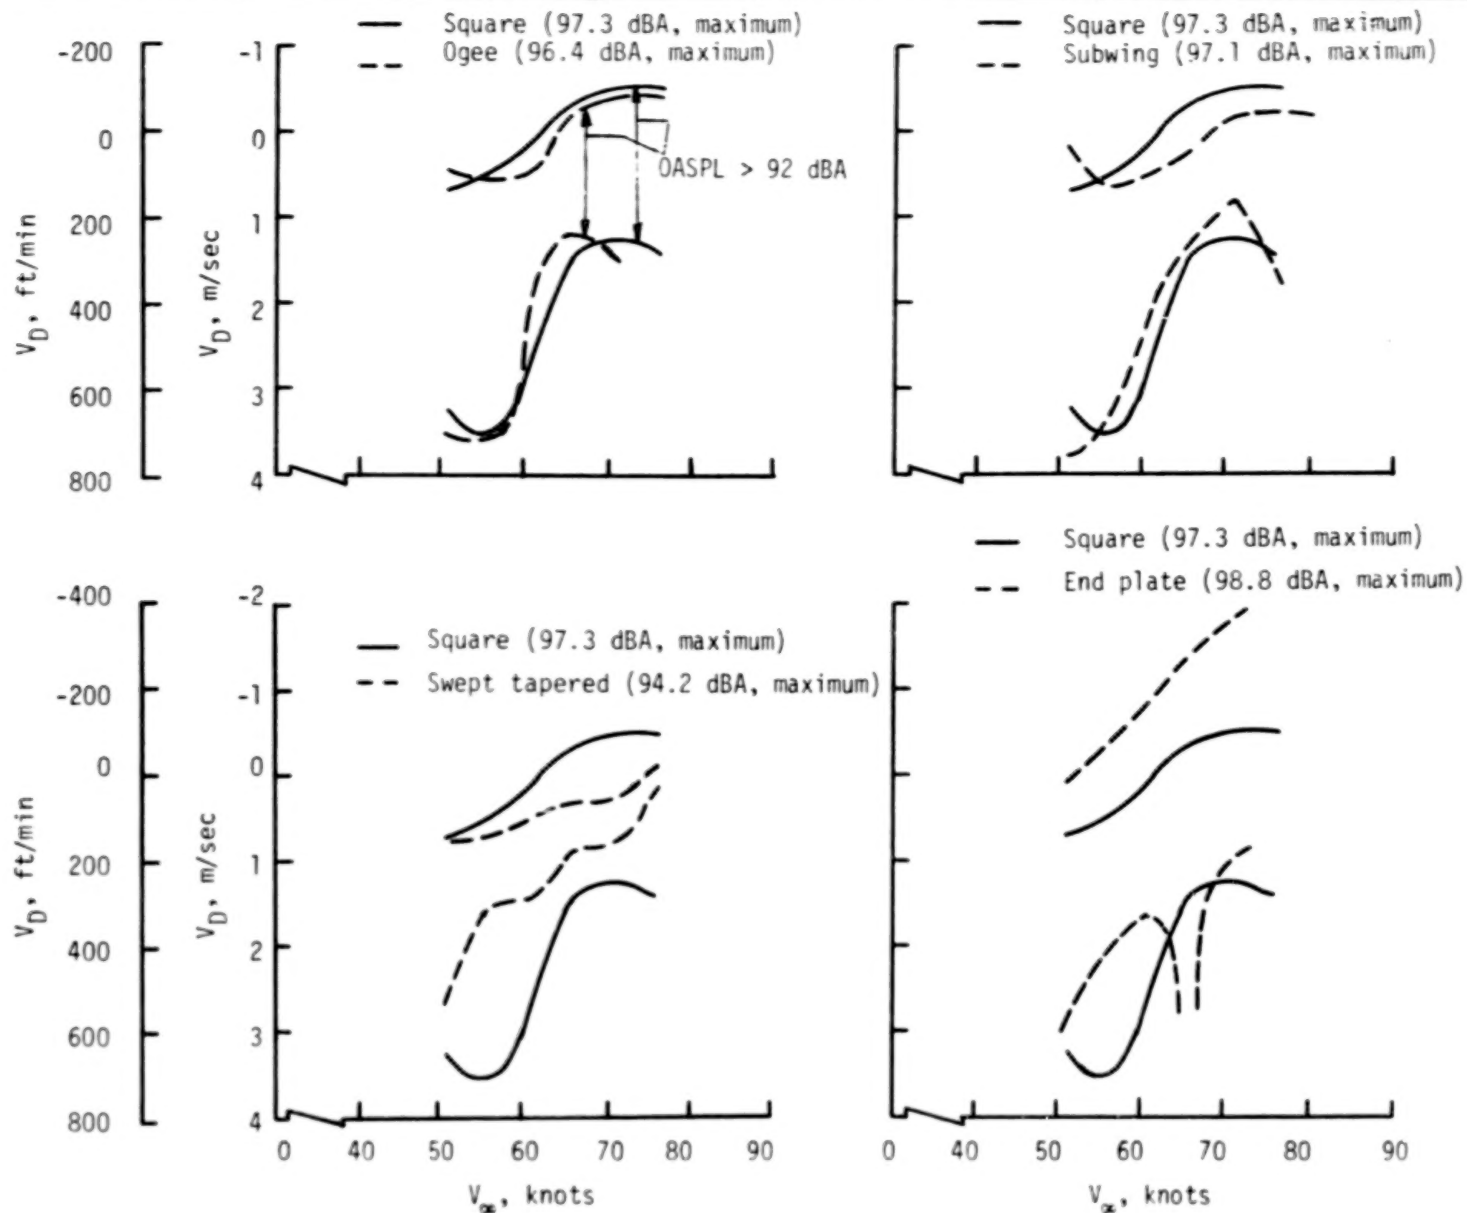 Square (97.3 dBA, maximum)
Ogee (96.4 dBA, maximum)
-200
0
200
400
600
800
V_D, ft/min
-1
0
1
2
3
4
V_D, m/sec
OASPL > 92 dBA
Square (97.3 dBA, maximum)
Subwing (97.1 dBA, maximum)
-400
-200
0
200
400
600
800
V_D, ft/min
-2
-1
0
1
2
3
4
V_D, m/sec
Square (97.3 dBA, maximum)
Swept tapered (94.2 dBA, maximum)
0 40 50 60 70 80 90
V_∞, knots
Square (97.3 dBA, maximum)
End plate (98.8 dBA, maximum)
0 40 50 60 70 80 90
V_∞, knots